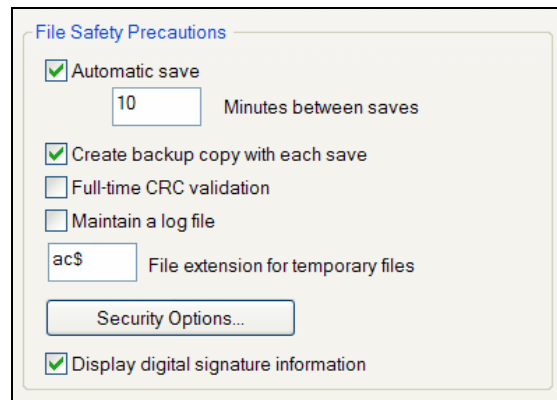 File Safety Precautions
Automatic save
10 Minutes between saves
Create backup copy with each save
Full-time CRC validation
Maintain a log file
ac$ File extension for temporary files
Security Options...
Display digital signature information